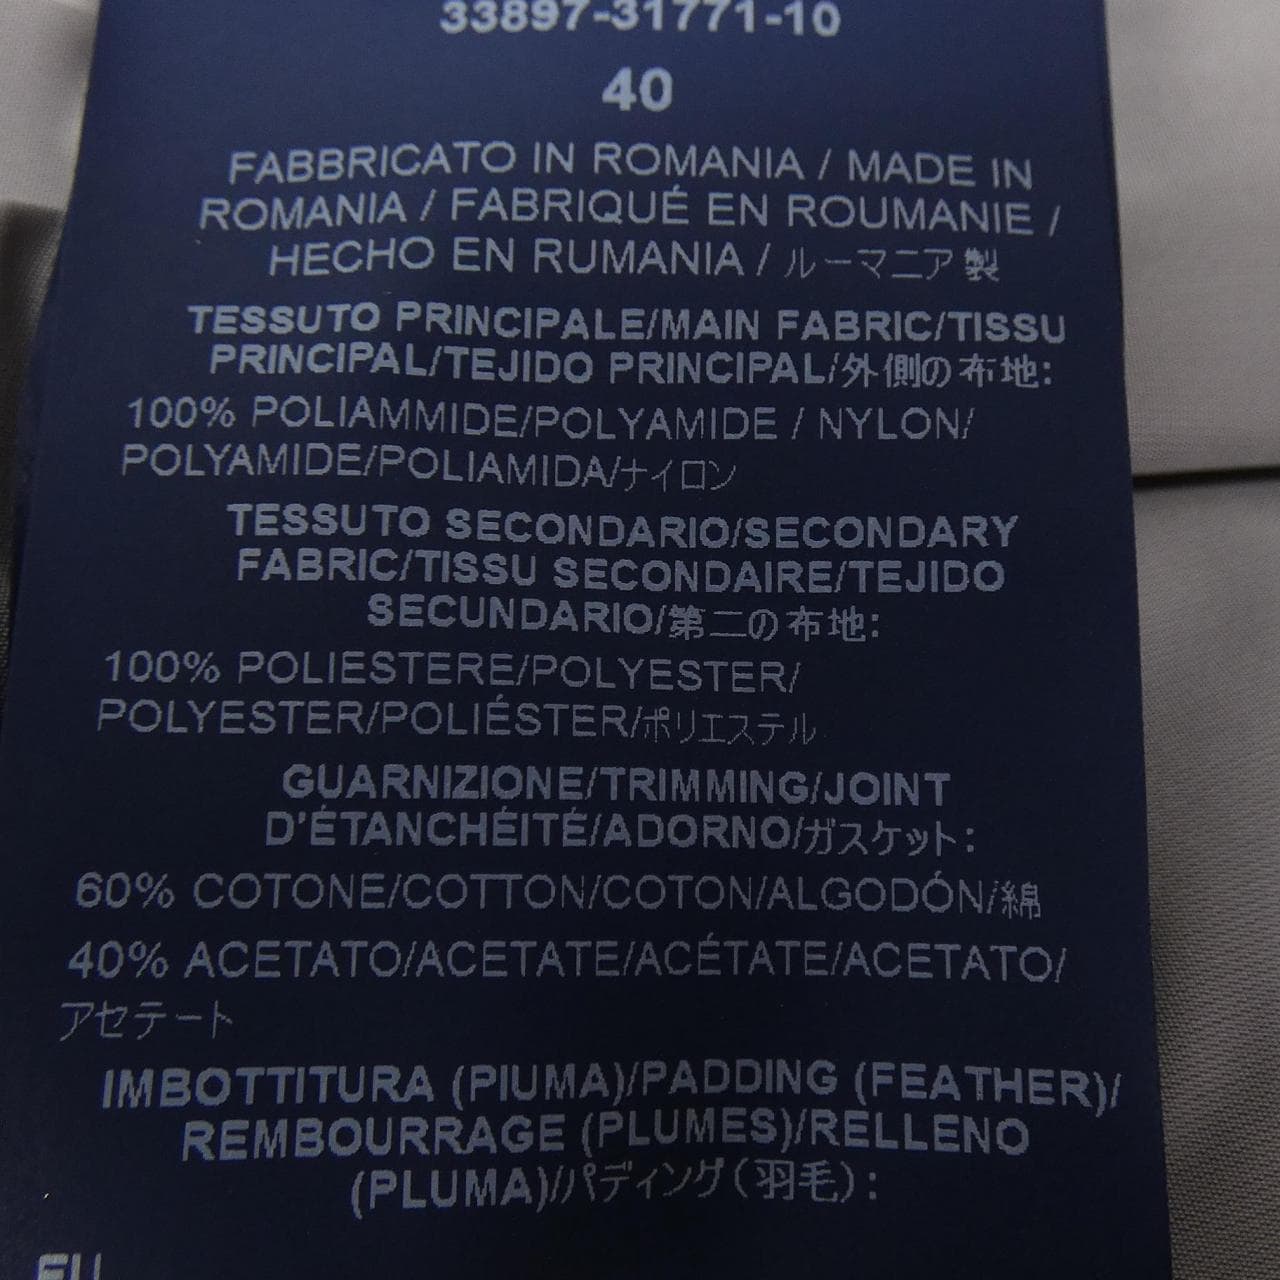 33897-31771-10
40
FABBRICATO IN ROMANIA / MADE IN
ROMANIA / FABRIQUÉ EN ROUMANIE /
HECHO EN RUMANIA / ルーマニア製
TESSUTO PRINCIPALE/MAIN FABRIC/TISSU
PRINCIPAL/TEJIDO PRINCIPAL/外側の布地:
100% POLIAMMIDE/POLYAMIDE / NYLON/
POLYAMIDE/POLIAMIDA/ナイロン
TESSUTO SECONDARIO/SECONDARY
FABRIC/TISSU SECONDAIRE/TEJIDO
SECUNDARIO/第二の布地:
100% POLIESTERE/POLYESTER/
POLYESTER/POLIÉSTER/ポリエステル
GUARNIZIONE/TRIMMING/JOINT
D'ÉTANCHÉITÉ/ADORNO/ガスケット:
60% COTONE/COTTON/COTON/ALGODÓN/綿
40% ACETATO/ACETATE/ACÉTATE/ACETATO/
アセテート
IMBOTTITURA (PIUMA)/PADDING (FEATHER)/
REMBOURRAGE (PLUMES)/RELLENO
(PLUMA)/パディング(羽毛):
EU